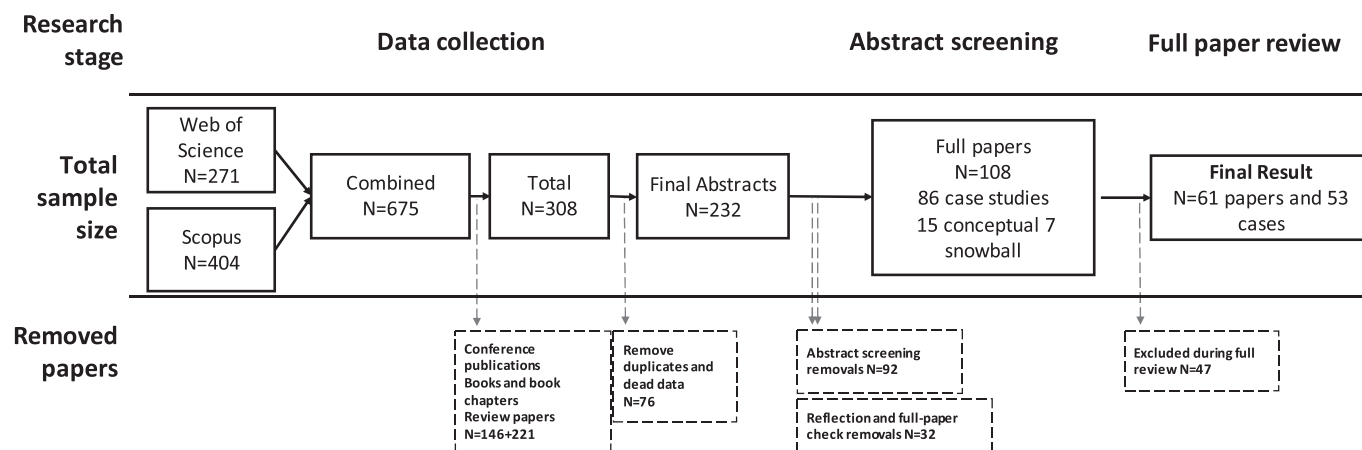 Research
stage
Data collection
Abstract screening
Full paper review
Total
sample
size
Web of
Science
N=271
Scopus
N=404
Combined
N=675
Total
N=308
Final Abstracts
N=232
Full papers
N=108
86 case studies
15 conceptual 7
snowball
Final Result
N=61 papers and 53
cases
Removed
papers
Conference
publications
Books and book
chapters
Review papers
N=146+221
Remove
duplicates and
dead data
N=76
Abstract screening
removals N=92
Reflection and full-paper
check removals N=32
Excluded during full
review N=47